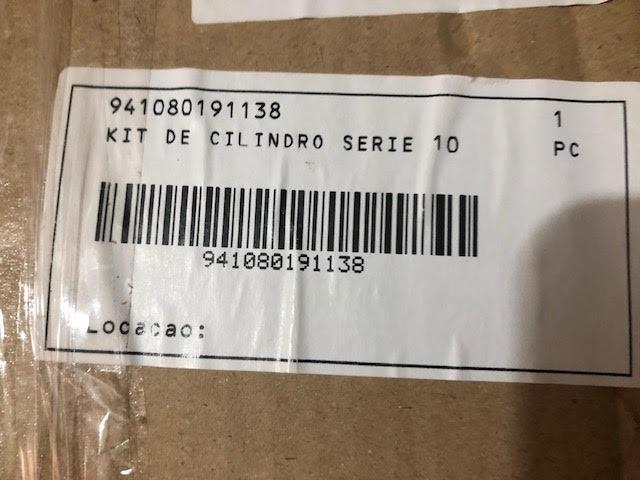 941080191138 1
KIT DE CILINDRO SERIE 10 PC
941080191138
Locacao: